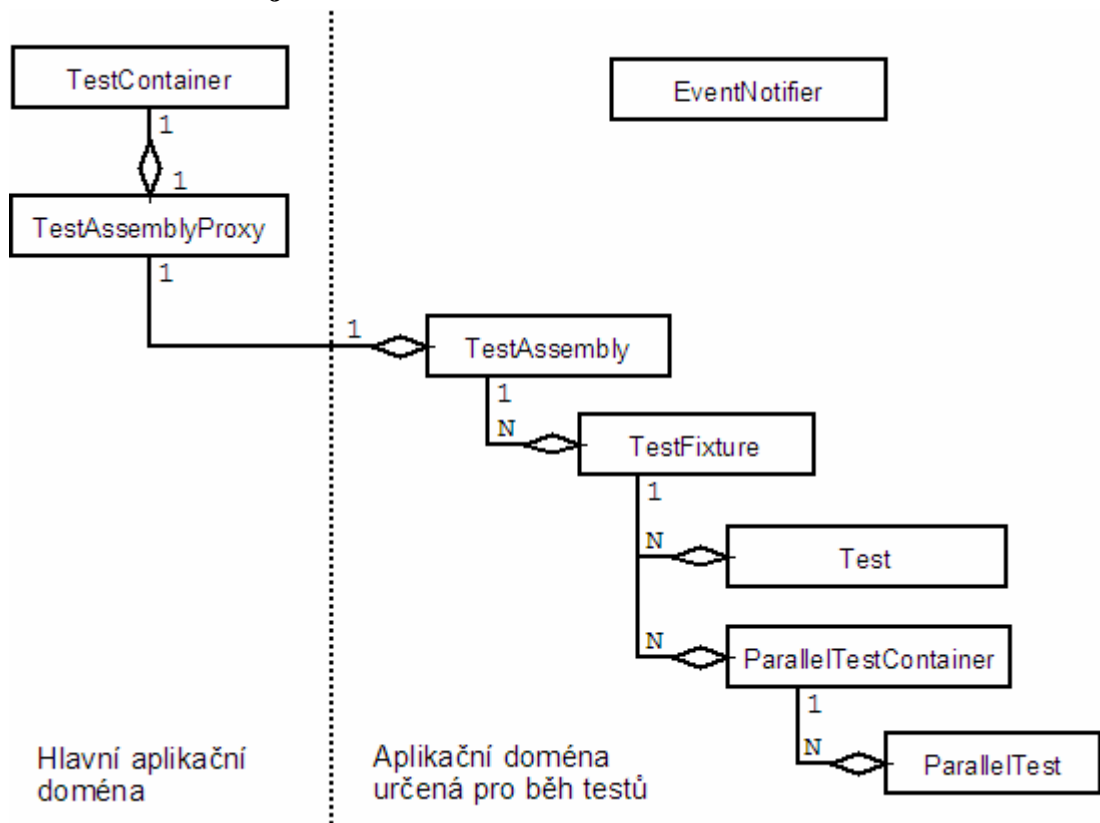 TestContainer
EventNotifier
1
1
TestAssemblyProxy
1
1
TestAssembly
1
N
TestFixture
1
N
Test
N
ParallelTestContainer
1
N
ParallelTest
Hlavní aplikační
doména
Aplikační doména
určená pro běh testů